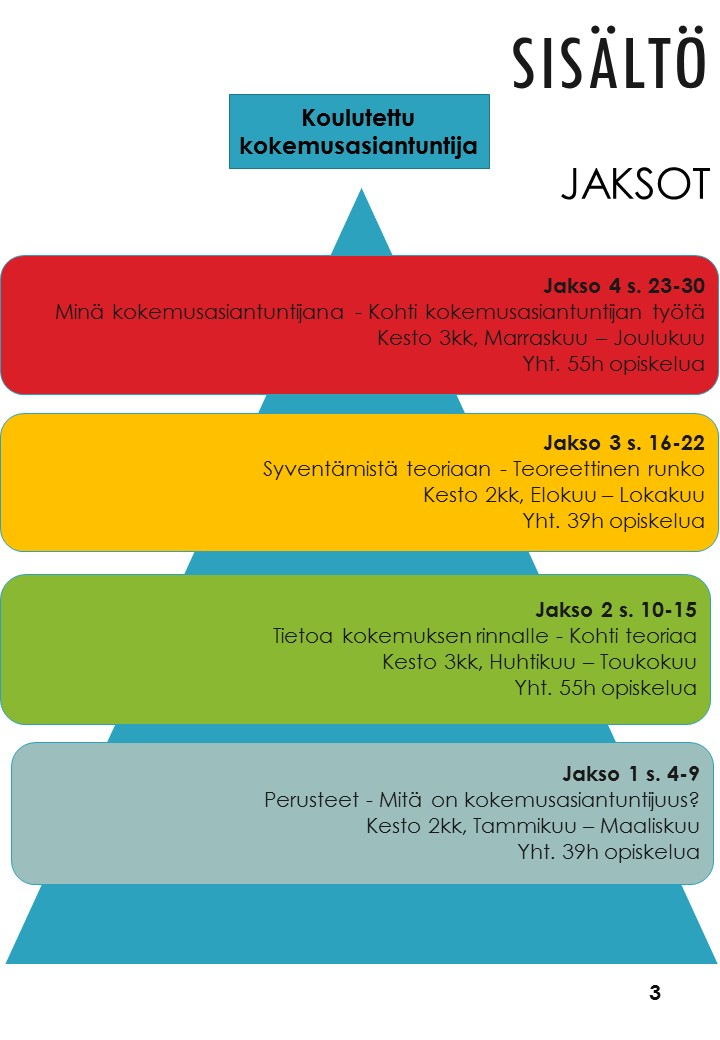 SISÄLTÖ
Koulutettu
kokemusasiantuntija
JAKSOT
Jakso 4 s. 23-30
Minä kokemusasiantuntijana - Kohti kokemusasiantuntijan työtä
Kesto 3kk, Marraskuu – Joulukuu
Yht. 55h opiskelua
Jakso 3 s. 16-22
Syventämistä teoriaan - Teoreettinen runko
Kesto 2kk, Elokuu – Lokakuu
Yht. 39h opiskelua
Jakso 2 s. 10-15
Tietoa kokemuksen rinnalle - Kohti teoriaa
Kesto 3kk, Huhtikuu – Toukokuu
Yht. 55h opiskelua
Jakso 1 s. 4-9
Perusteet - Mitä on kokemusasiantuntijuus?
Kesto 2kk, Tammikuu – Maaliskuu
Yht. 39h opiskelua
3